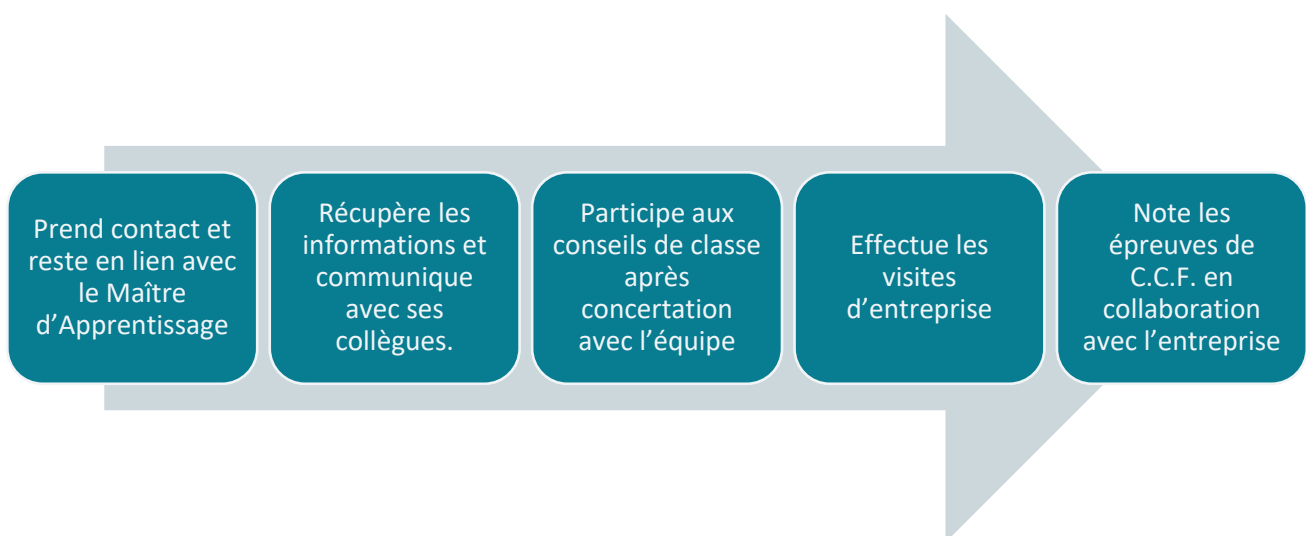 Prend contact et
reste en lien avec
le Maître
d’Apprentissage
Récupère les
informations et
communique
avec ses
collègues.
Participe aux
conseils de classe
après
concertation
avec l’équipe
Effectue les
visites
d’entreprise
Note les
épreuves de
C.C.F. en
collaboration
avec l’entreprise